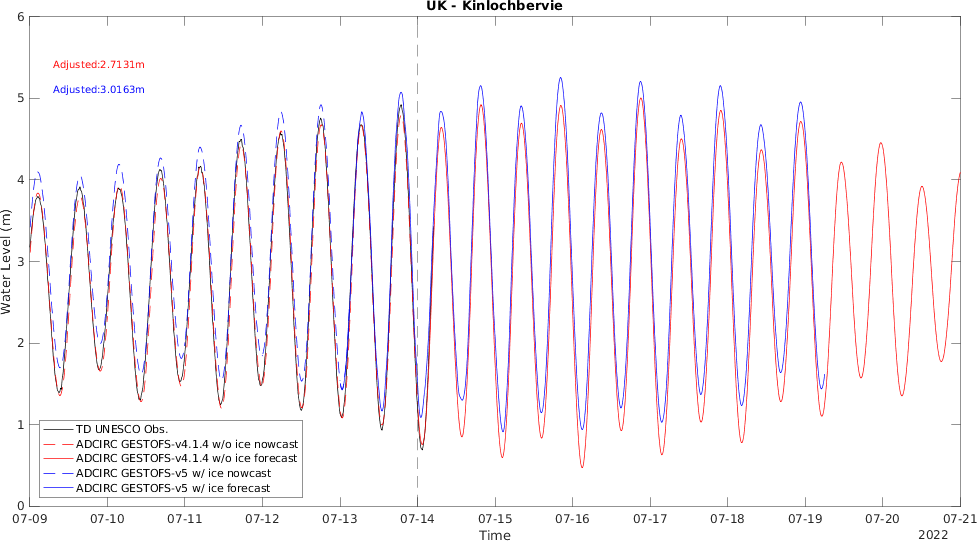 UK - Kinlochbervie
Adjusted:2.7131m
Adjusted:3.0163m
Water Level (m)
6
5
4
3
2
1
0
TD UNESCO Obs.
ADCIRC GESTOFS-v4.1.4 w/o ice nowcast
ADCIRC GESTOFS-v4.1.4 w/o ice forecast
ADCIRC GESTOFS-v5 w/ ice nowcast
ADCIRC GESTOFS-v5 w/ ice forecast
07-09 07-10 07-11 07-12 07-13 07-14 07-15 07-16 07-17 07-18 07-19 07-20 07-21
Time
2022